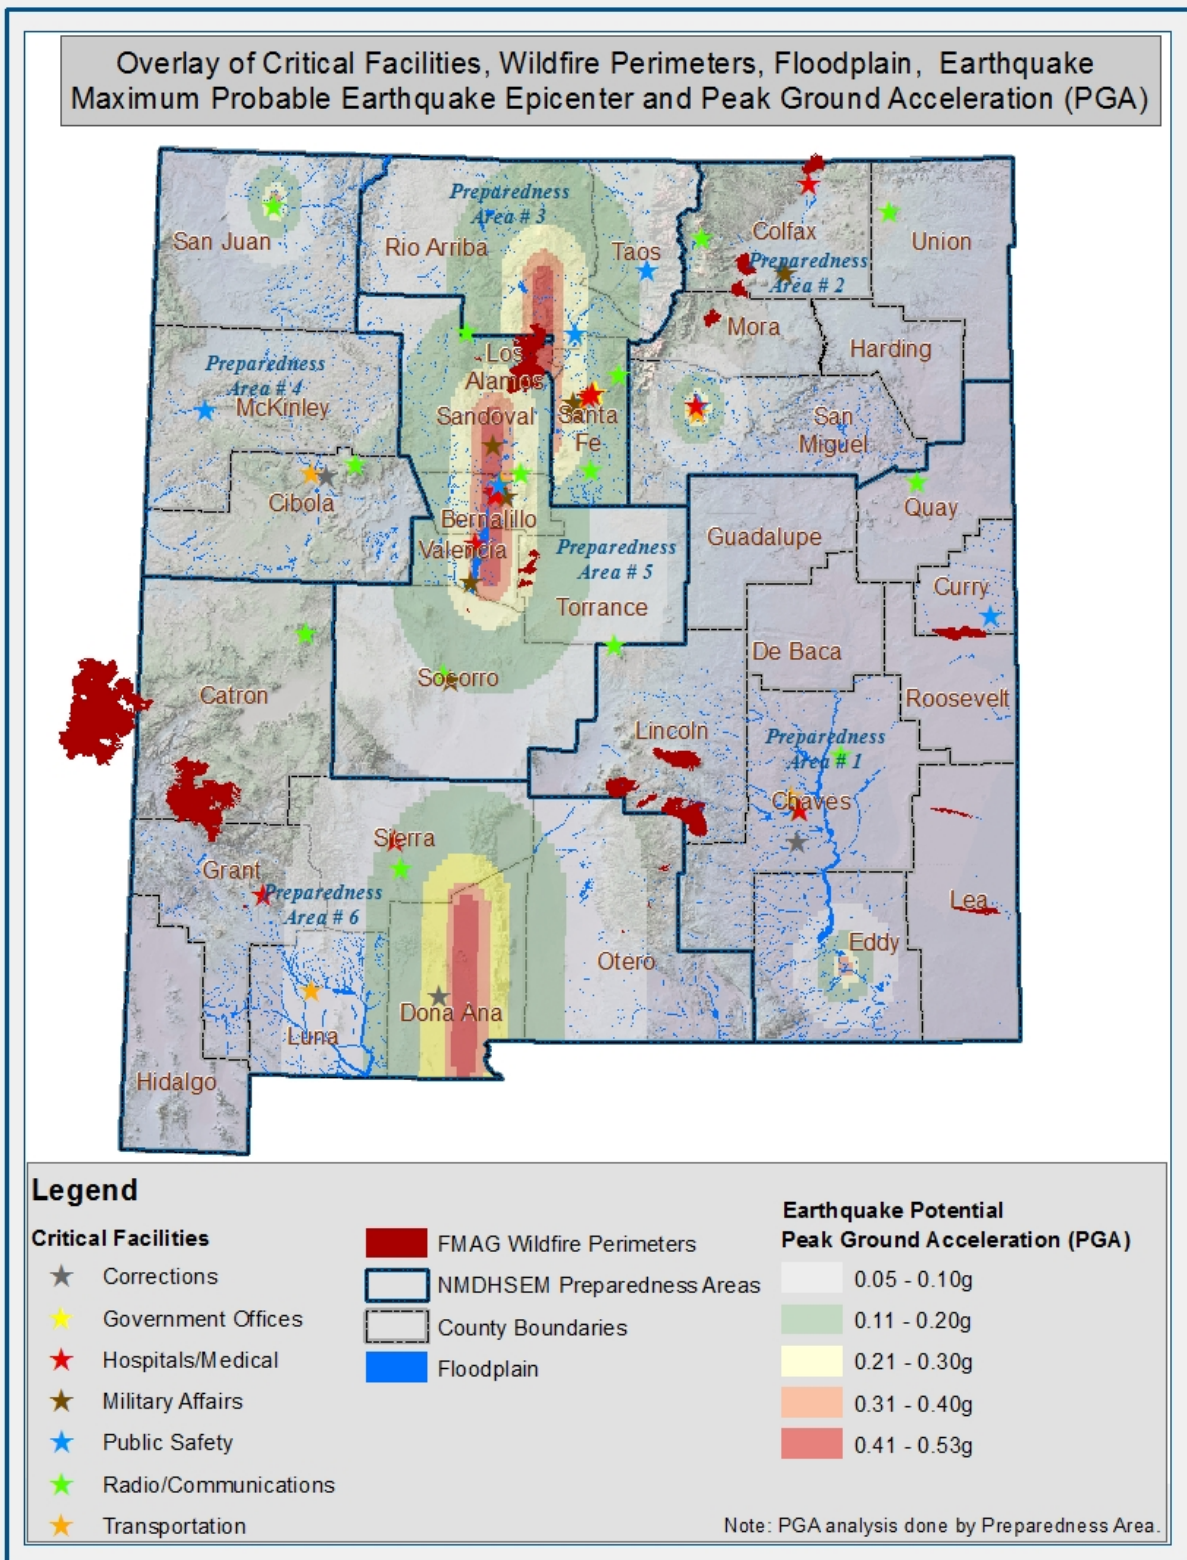 Overlay of Critical Facilities, Wildfire Perimeters, Floodplain, Earthquake
Maximum Probable Earthquake Epicenter and Peak Ground Acceleration (PGA)
Preparedness
Area # 3
San Juan
Rio Arriba
Taos
Colfax
Union
Preparedness
Area # 2
Mora
Harding
Los
Alamos
Preparedness
Area # 4
McKinley
Sandoval
Santa
Fe
San
Miguel
Cibola
Quay
Bernalillo
Guadalupe
Valencia
Preparedness
Area # 5
Curry
Torrance
De Baca
Socorro
Catron
Roosevelt
Lincoln
Preparedness
Area # 1
Chaves
Sierra
Grant
Preparedness
Area # 6
Lea
Eddy
Otero
Dona Ana
Luna
Hidalgo
Legend
Critical Facilities
Corrections
Government Offices
Hospitals/Medical
Military Affairs
Public Safety
Radio/Communications
Transportation
FMAG Wildfire Perimeters
NMDHSEM Preparedness Areas
County Boundaries
Floodplain
Earthquake Potential
Peak Ground Acceleration (PGA)
0.05 - 0.10g
0.11 - 0.20g
0.21 - 0.30g
0.31 - 0.40g
0.41 - 0.53g
Note: PGA analysis done by Preparedness Area.